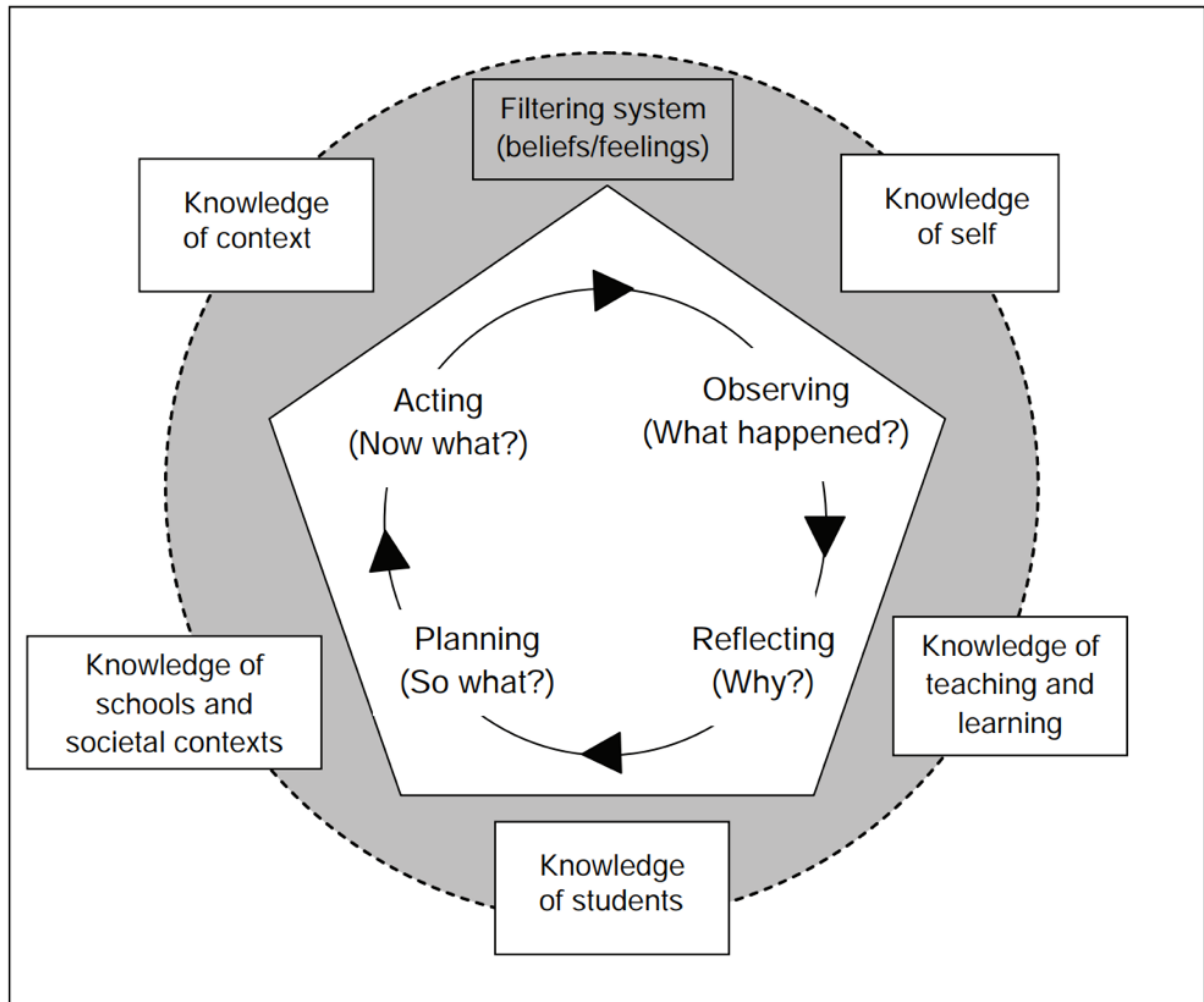 Filtering system
(beliefs/feelings)
Knowledge
of context
Knowledge
of self
Acting
(Now what?)
Observing
(What happened?)
Planning
(So what?)
Reflecting
(Why?)
Knowledge of
schools and
societal contexts
Knowledge of
teaching and
learning
Knowledge
of students